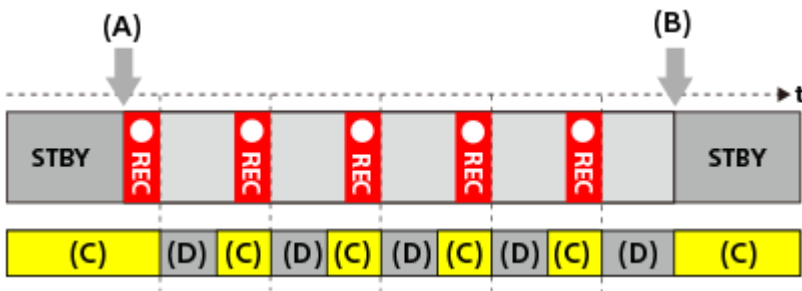 (A) (B)
t
STBY REC REC REC REC REC STBY
(C) (D) (C) (D) (C) (D) (C) (D) (C) (D) (C)